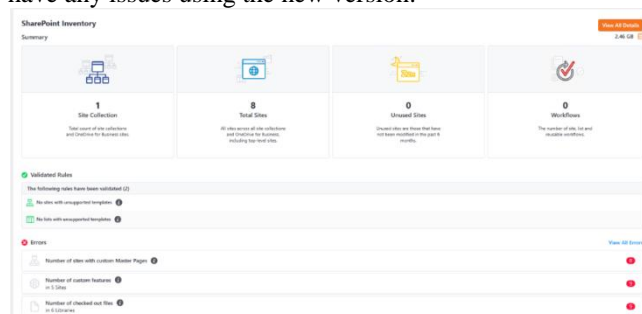 have any issues using the new version.
SharePoint Inventory
View All Details
Summary
2.46 GB
1
Site Collection
Total count of site collections
and OneDrive for Business sites.
8
Total Sites
All sites across all site collections
and OneDrive for Business
including top-level sites.
Sites
0
Unused Sites
Unused sites are those that have
not been modified in the past 6
months.
0
Workflows
The number of site, list and
reusable workflows.
Validated Rules
The following rules have been validated (2)
No sites with unsupported templates
No lists with unsupported templates
Errors
View All Errors
Number of sites with custom Master Pages
Number of custom features
in 5 Sites
Number of checked out files
in 6 Libraries